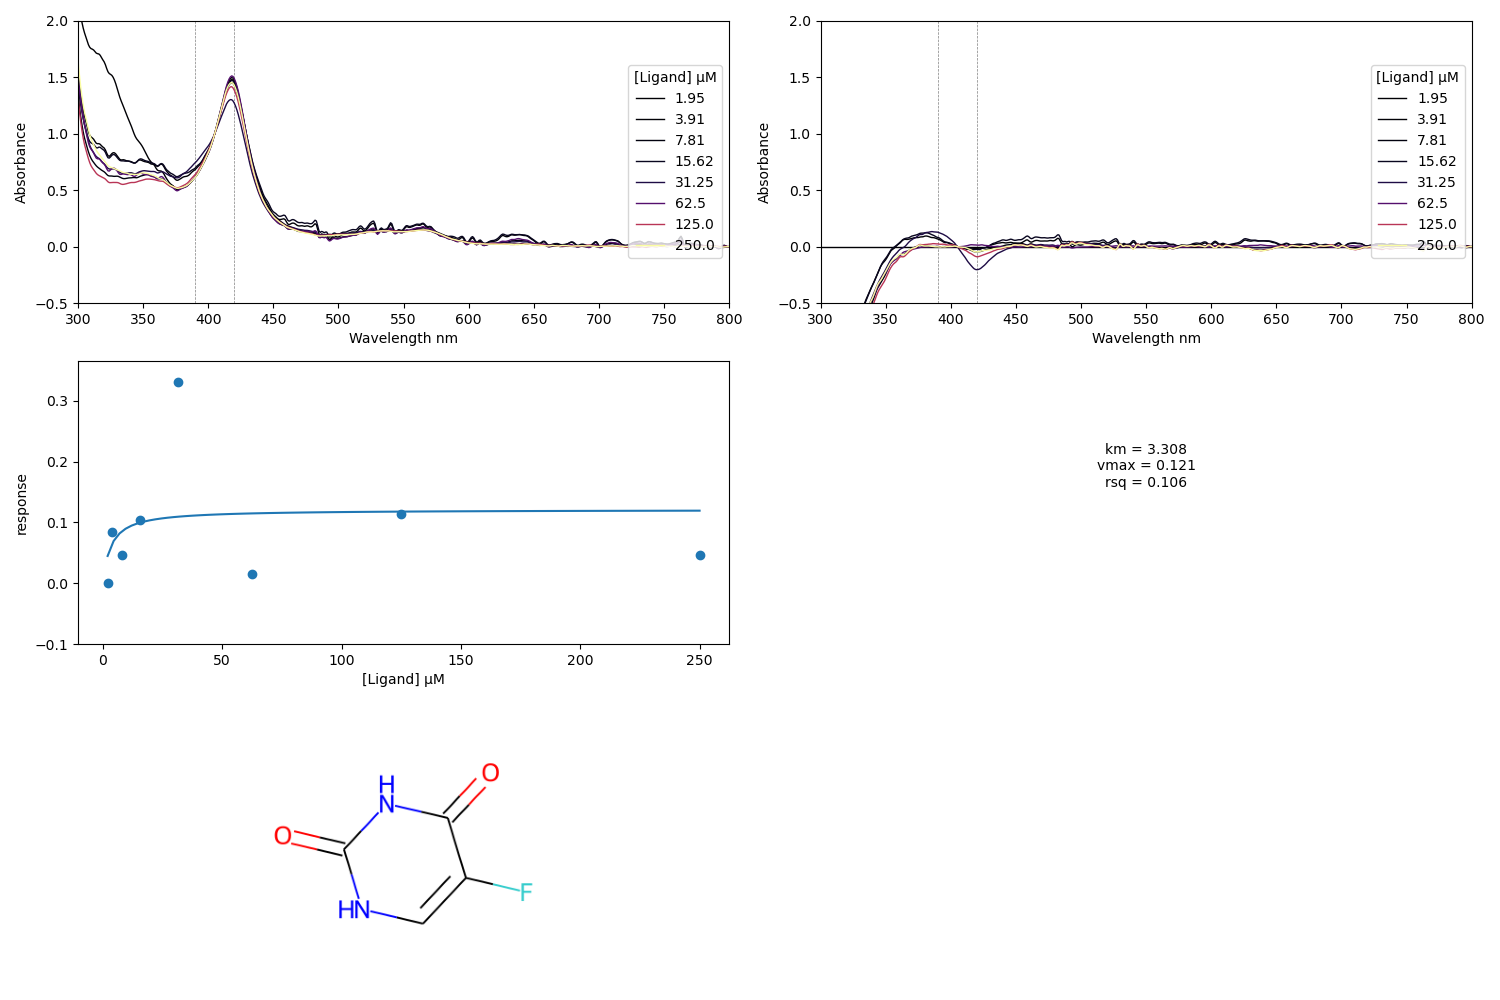 2.0
1.5
1.0
0.5
0.0
−0.5
Absorbance
300 350 400 450 500 550 600 650 700 750 800
Wavelength nm
[Ligand] µM
1.95
3.91
7.81
15.62
31.25
62.5
125.0
250.0
2.0
1.5
1.0
0.5
0.0
−0.5
Absorbance
300 350 400 450 500 550 600 650 700 750 800
Wavelength nm
[Ligand] µM
1.95
3.91
7.81
15.62
31.25
62.5
125.0
250.0
0.3
0.2
0.1
0.0
−0.1
response
0 50 100 150 200 250
[Ligand] µM
km = 3.308
vmax = 0.121
rsq = 0.106
O
H
N
O
F
HN